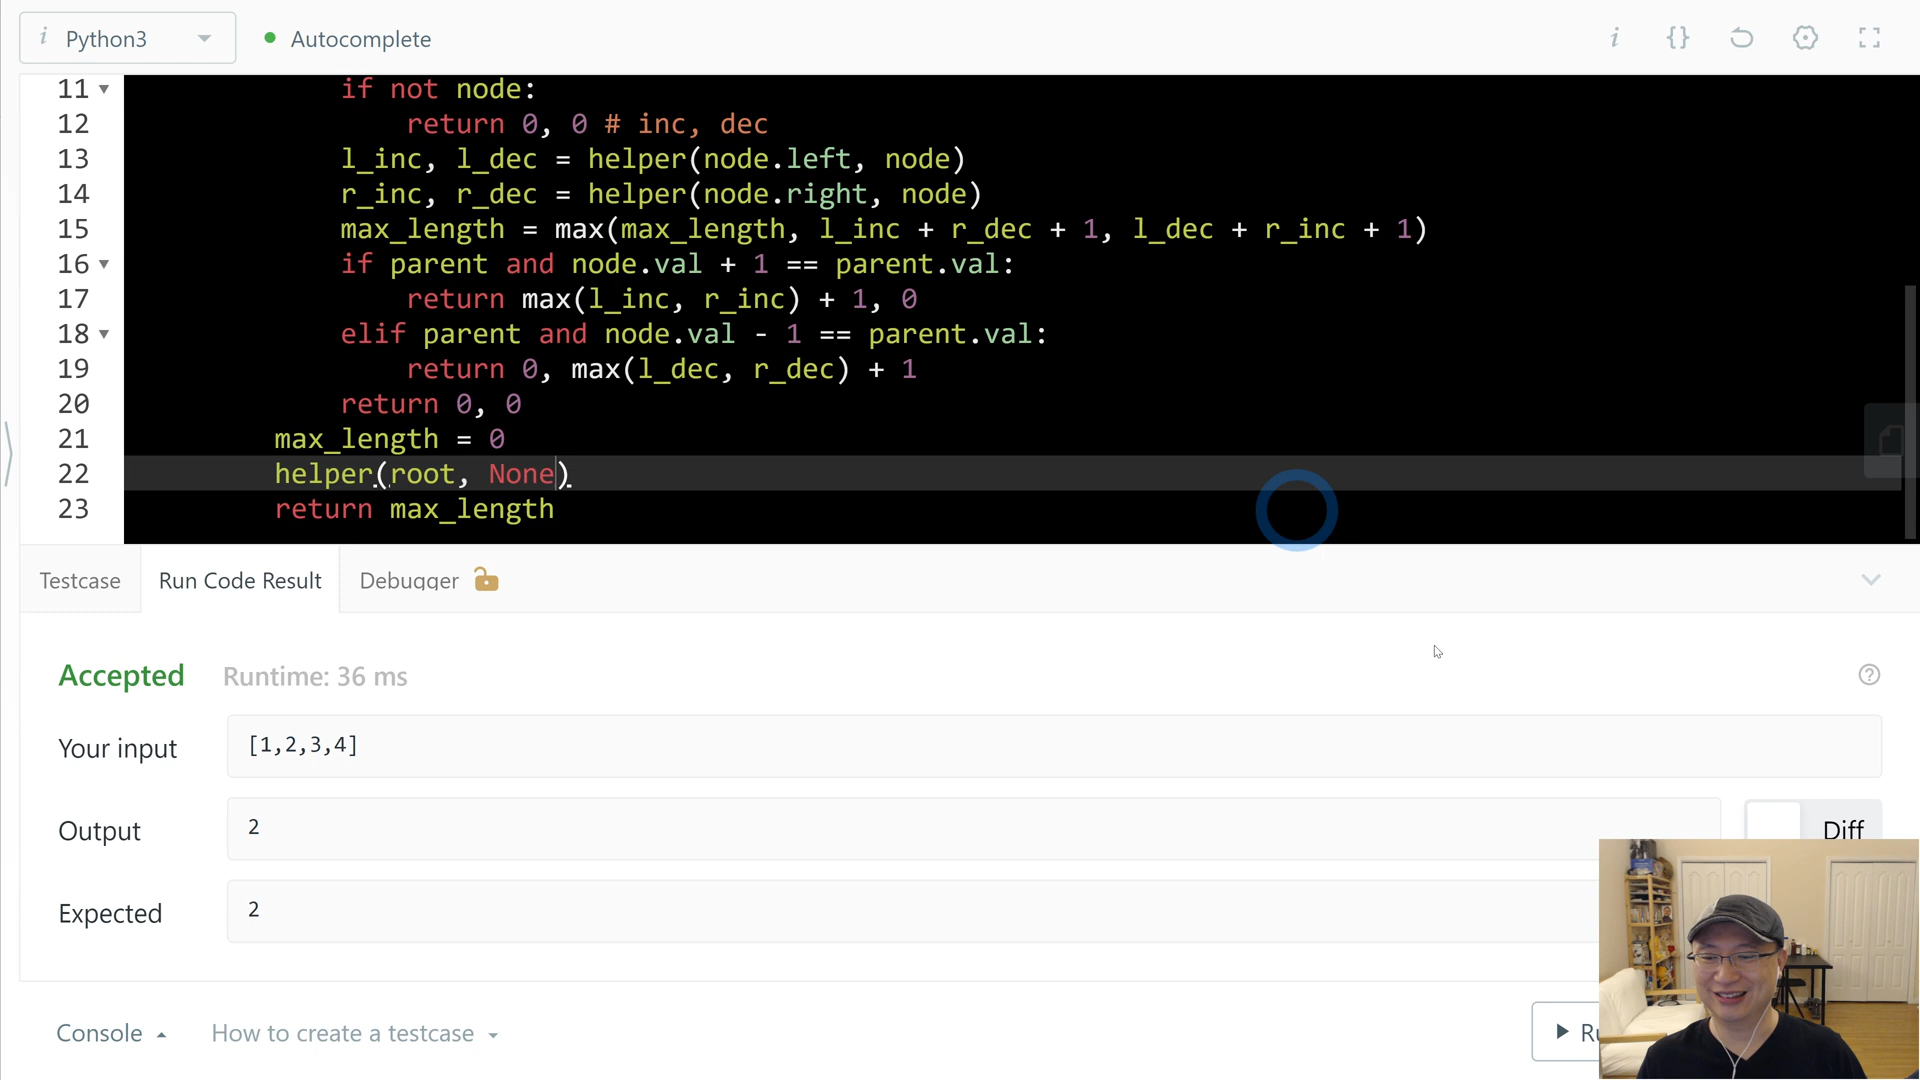 i Python3 Autocomplete i {}
11 if not node:
12 return 0, 0 # inc, dec
13 l_inc, l_dec = helper(node.left, node)
14 r_inc, r_dec = helper(node.right, node)
15 max_length = max(max_length, l_inc + r_dec + 1, l_dec + r_inc + 1)
16 if parent and node.val + 1 == parent.val:
17 return max(l_inc, r_inc) + 1, 0
18 elif parent and node.val - 1 == parent.val:
19 return 0, max(l_dec, r_dec) + 1
20 return 0, 0
21 max_length = 0
22 helper(root, None)
23 return max_length
Testcase Run Code Result Debugger
Accepted Runtime: 36 ms
Your input [1,2,3,4]
Output 2 Diff
Expected 2
Console How to create a testcase